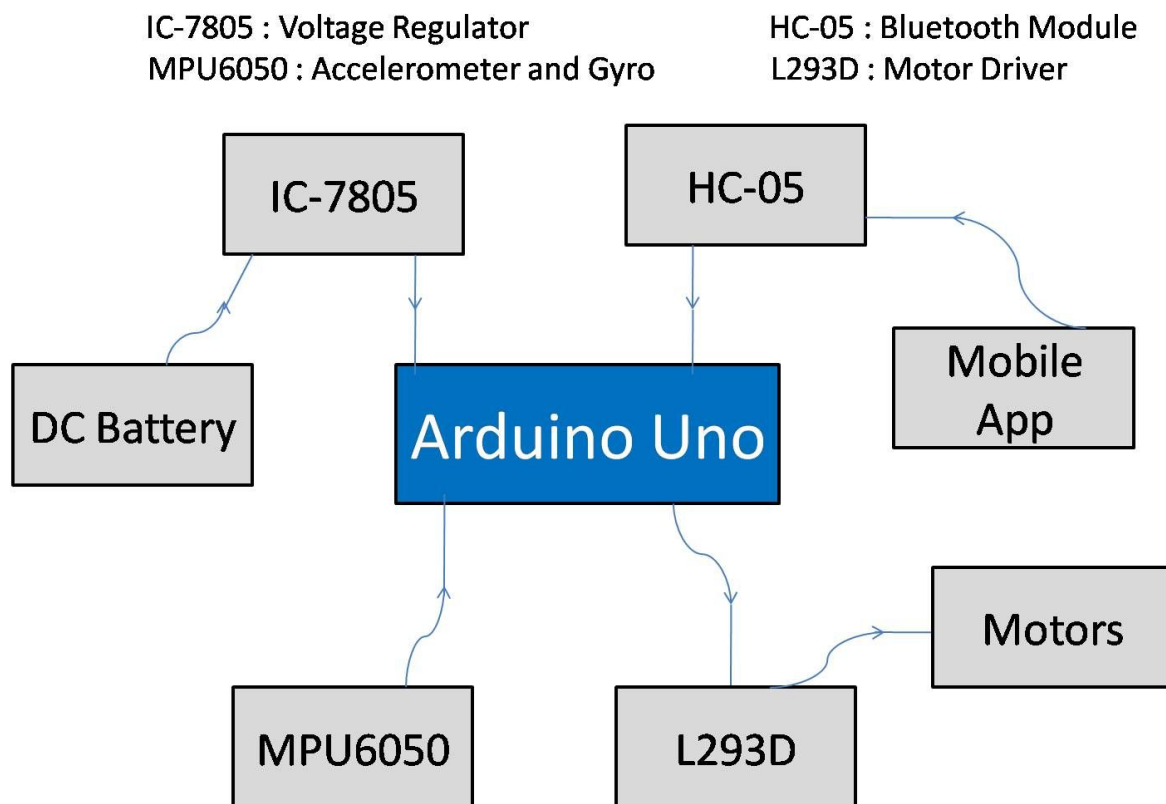 IC-7805 : Voltage Regulator
HC-05 : Bluetooth Module
MPU6050 : Accelerometer and Gyro
L293D : Motor Driver
IC-7805
HC-05
DC Battery
Arduino Uno
Mobile
App
Motors
MPU6050
L293D